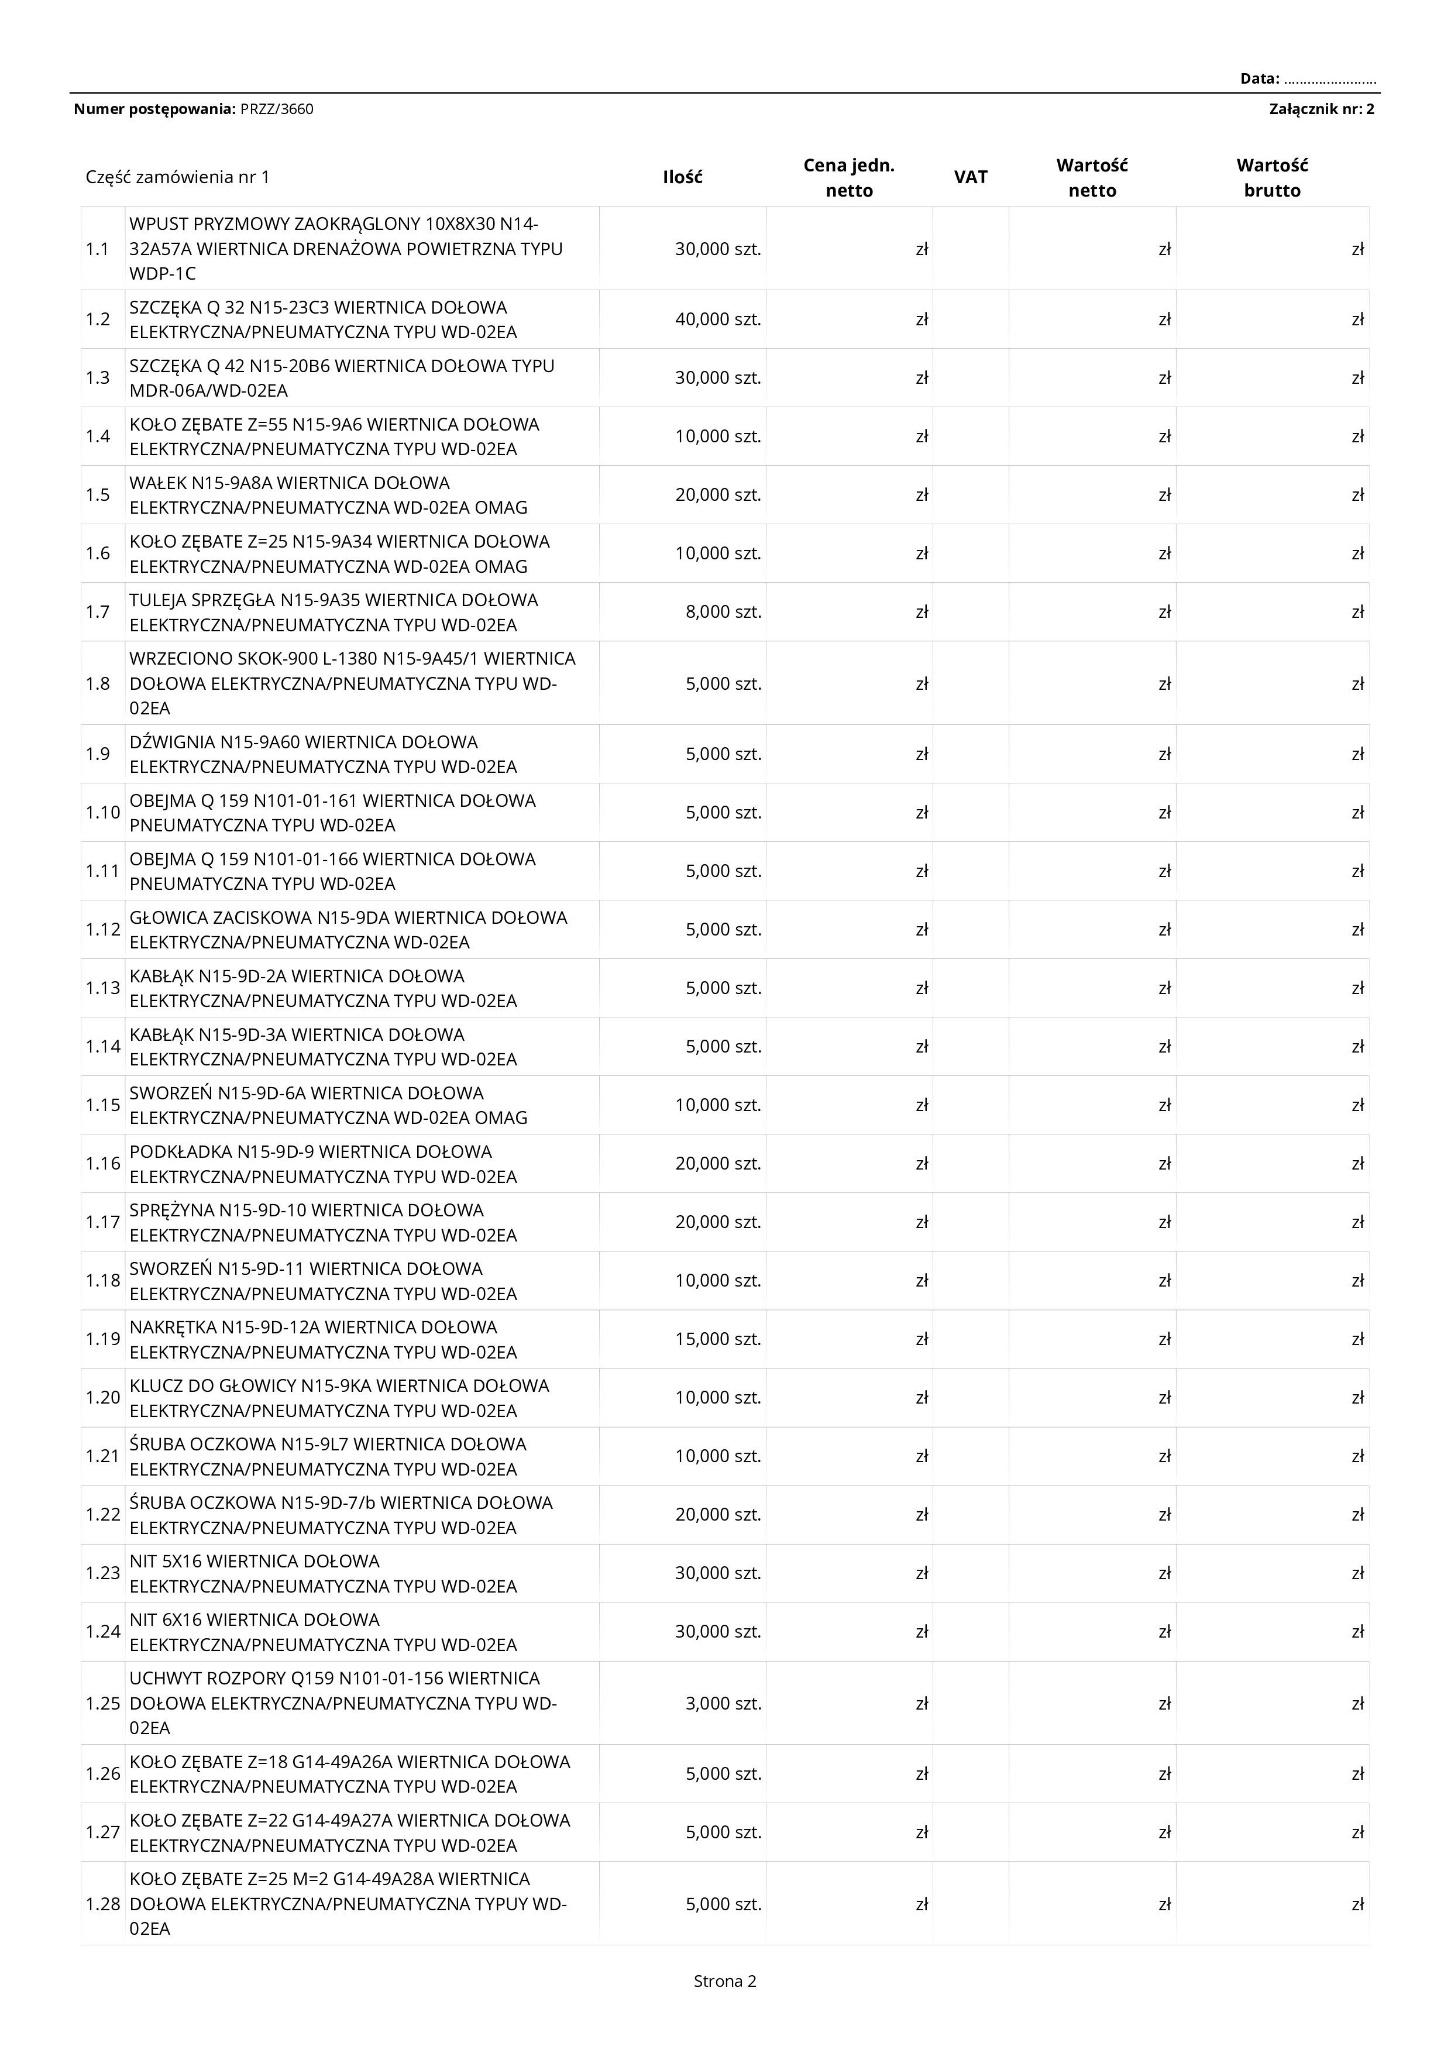 Data: ........................
Numer postępowania: PRZZ/3660 Załącznik nr: 2
Część zamówienia nr 1 Ilość Cena jedn. netto VAT Wartość netto Wartość brutto
1.1 WPUST PRYZMOWY ZAOKRĄGLONY 10X8X30 N14-
32A57A WIERTNICA DRENAŻOWA POWIETRZNA TYPU
WDP-1C
30,000 szt. zł zł zł
1.2 SZCZĘKA Q 32 N15-23C3 WIERTNICA DOŁOWA
ELEKTRYCZNA/PNEUMATYCZNA TYPU WD-02EA
40,000 szt. zł zł zł
1.3 SZCZĘKA Q 42 N15-20B6 WIERTNICA DOŁOWA TYPU
MDR-06A/WD-02EA
30,000 szt. zł zł zł
1.4 KOŁO ZĘBATE Z=55 N15-9A6 WIERTNICA DOŁOWA
ELEKTRYCZNA/PNEUMATYCZNA TYPU WD-02EA
10,000 szt. zł zł zł
1.5 WAŁEK N15-9A8A WIERTNICA DOŁOWA
ELEKTRYCZNA/PNEUMATYCZNA WD-02EA OMAG
20,000 szt. zł zł zł
1.6 KOŁO ZĘBATE Z=25 N15-9A34 WIERTNICA DOŁOWA
ELEKTRYCZNA/PNEUMATYCZNA WD-02EA OMAG
10,000 szt. zł zł zł
1.7 TULEJA SPRZĘGŁA N15-9A35 WIERTNICA DOŁOWA
ELEKTRYCZNA/PNEUMATYCZNA TYPU WD-02EA
8,000 szt. zł zł zł
1.8 WRZECIONO SKOK-900 L-1380 N15-9A45/1 WIERTNICA
DOŁOWA ELEKTRYCZNA/PNEUMATYCZNA TYPU WD-
02EA
5,000 szt. zł zł zł
1.9 DŹWIGNIA N15-9A60 WIERTNICA DOŁOWA
ELEKTRYCZNA/PNEUMATYCZNA TYPU WD-02EA
5,000 szt. zł zł zł
1.10 OBEJMA Q 159 N101-01-161 WIERTNICA DOŁOWA
PNEUMATYCZNA TYPU WD-02EA
5,000 szt. zł zł zł
1.11 OBEJMA Q 159 N101-01-166 WIERTNICA DOŁOWA
PNEUMATYCZNA TYPU WD-02EA
5,000 szt. zł zł zł
1.12 GŁOWICA ZACISKOWA N15-9DA WIERTNICA DOŁOWA
ELEKTRYCZNA/PNEUMATYCZNA WD-02EA
5,000 szt. zł zł zł
1.13 KABŁĄK N15-9D-2A WIERTNICA DOŁOWA
ELEKTRYCZNA/PNEUMATYCZNA TYPU WD-02EA
5,000 szt. zł zł zł
1.14 KABŁĄK N15-9D-3A WIERTNICA DOŁOWA
ELEKTRYCZNA/PNEUMATYCZNA TYPU WD-02EA
5,000 szt. zł zł zł
1.15 SWORZEŃ N15-9D-6A WIERTNICA DOŁOWA
ELEKTRYCZNA/PNEUMATYCZNA WD-02EA OMAG
10,000 szt. zł zł zł
1.16 PODKŁADKA N15-9D-9 WIERTNICA DOŁOWA
ELEKTRYCZNA/PNEUMATYCZNA TYPU WD-02EA
20,000 szt. zł zł zł
1.17 SPRĘŻYNA N15-9D-10 WIERTNICA DOŁOWA
ELEKTRYCZNA/PNEUMATYCZNA TYPU WD-02EA
20,000 szt. zł zł zł
1.18 SWORZEŃ N15-9D-11 WIERTNICA DOŁOWA
ELEKTRYCZNA/PNEUMATYCZNA TYPU WD-02EA
10,000 szt. zł zł zł
1.19 NAKRĘTKA N15-9D-12A WIERTNICA DOŁOWA
ELEKTRYCZNA/PNEUMATYCZNA TYPU WD-02EA
15,000 szt. zł zł zł
1.20 KLUCZ DO GŁOWICY N15-9KA WIERTNICA DOŁOWA
ELEKTRYCZNA/PNEUMATYCZNA TYPU WD-02EA
10,000 szt. zł zł zł
1.21 ŚRUBA OCZKOWA N15-9L7 WIERTNICA DOŁOWA
ELEKTRYCZNA/PNEUMATYCZNA TYPU WD-02EA
10,000 szt. zł zł zł
1.22 ŚRUBA OCZKOWA N15-9D-7/b WIERTNICA DOŁOWA
ELEKTRYCZNA/PNEUMATYCZNA TYPU WD-02EA
20,000 szt. zł zł zł
1.23 NIT 5X16 WIERTNICA DOŁOWA
ELEKTRYCZNA/PNEUMATYCZNA TYPU WD-02EA
30,000 szt. zł zł zł
1.24 NIT 6X16 WIERTNICA DOŁOWA
ELEKTRYCZNA/PNEUMATYCZNA TYPU WD-02EA
30,000 szt. zł zł zł
1.25 UCHWYT ROZPORY Q159 N101-01-156 WIERTNICA
DOŁOWA ELEKTRYCZNA/PNEUMATYCZNA TYPU WD-
02EA
3,000 szt. zł zł zł
1.26 KOŁO ZĘBATE Z=18 G14-49A26A WIERTNICA DOŁOWA
ELEKTRYCZNA/PNEUMATYCZNA TYPU WD-02EA
5,000 szt. zł zł zł
1.27 KOŁO ZĘBATE Z=22 G14-49A27A WIERTNICA DOŁOWA
ELEKTRYCZNA/PNEUMATYCZNA TYPU WD-02EA
5,000 szt. zł zł zł
1.28 KOŁO ZĘBATE Z=25 M=2 G14-49A28A WIERTNICA
DOŁOWA ELEKTRYCZNA/PNEUMATYCZNA TYPUY WD-
02EA
5,000 szt. zł zł zł
Strona 2